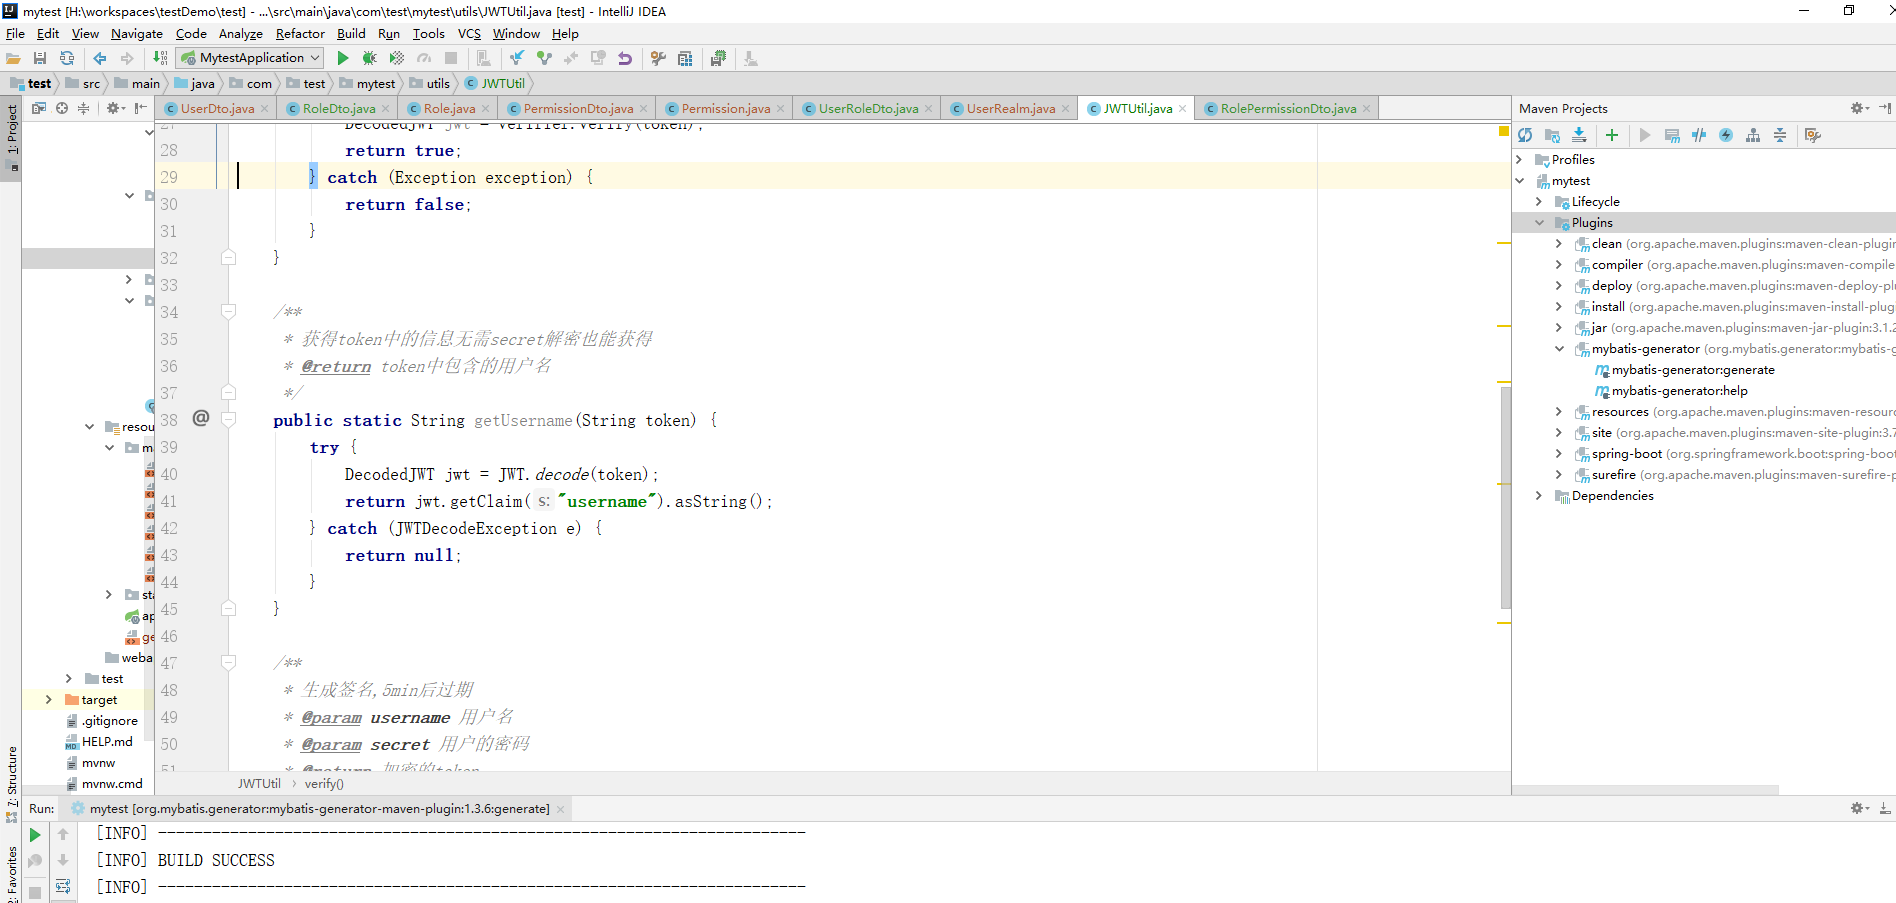 mytest [H:\workspaces\testDemo\test] - ...\src\main\java\com\test\mytest\utils\JWTUtil.java [test] - IntelliJ IDEA
File Edit View Navigate Code Analyze Refactor Build Run Tools VCS Window Help
MytestApplication
test src main java com test mytest utils JWTUtil
1: Project
UserDto.java RoleDto.java Role.java PermissionDto.java Permission.java UserRoleDto.java UserRealm.java JWTUtil.java RolePermissionDto.java
27 DecodedJWT jwt = verifier.verify(token);
28 return true;
29 } catch (Exception exception) {
30 return false;
31 }
32 }
33
34 /**
35 * 获得token中的信息无需secret解密也能获得
36 * @return token中包含的用户名
37 */
38 public static String getUsername(String token) {
39 try {
40 DecodedJWT jwt = JWT.decode(token);
41 return jwt.getClaim( s: "username").asString();
42 } catch (JWTDecodeException e) {
43 return null;
44 }
45 }
46
47 /**
48 * 生成签名,5min后过期
49 * @param username 用户名
50 * @param secret 用户的密码
51 * @return 加密的token
JWTUtil verify()
resou
m
sta
ap
ge
weba
test
target
.gitignore
HELP.md
mvnw
mvnw.cmd
Maven Projects
Profiles
mytest
Lifecycle
Plugins
clean (org.apache.maven.plugins:maven-clean-plugin
compiler (org.apache.maven.plugins:maven-compile
deploy (org.apache.maven.plugins:maven-deploy-pl
install (org.apache.maven.plugins:maven-install-plugi
jar (org.apache.maven.plugins:maven-jar-plugin:3.1.2
mybatis-generator (org.mybatis.generator:mybatis-g
mybatis-generator:generate
mybatis-generator:help
resources (org.apache.maven.plugins:maven-resourc
site (org.apache.maven.plugins:maven-site-plugin:3.7
spring-boot (org.springframework.boot:spring-boot
surefire (org.apache.maven.plugins:maven-surefire-p
Dependencies
7: Structure
2: Favorites
Run: mytest [org.mybatis.generator:mybatis-generator-maven-plugin:1.3.6:generate]
[INFO] ------------------------------------------------------------------------
[INFO] BUILD SUCCESS
[INFO] ------------------------------------------------------------------------